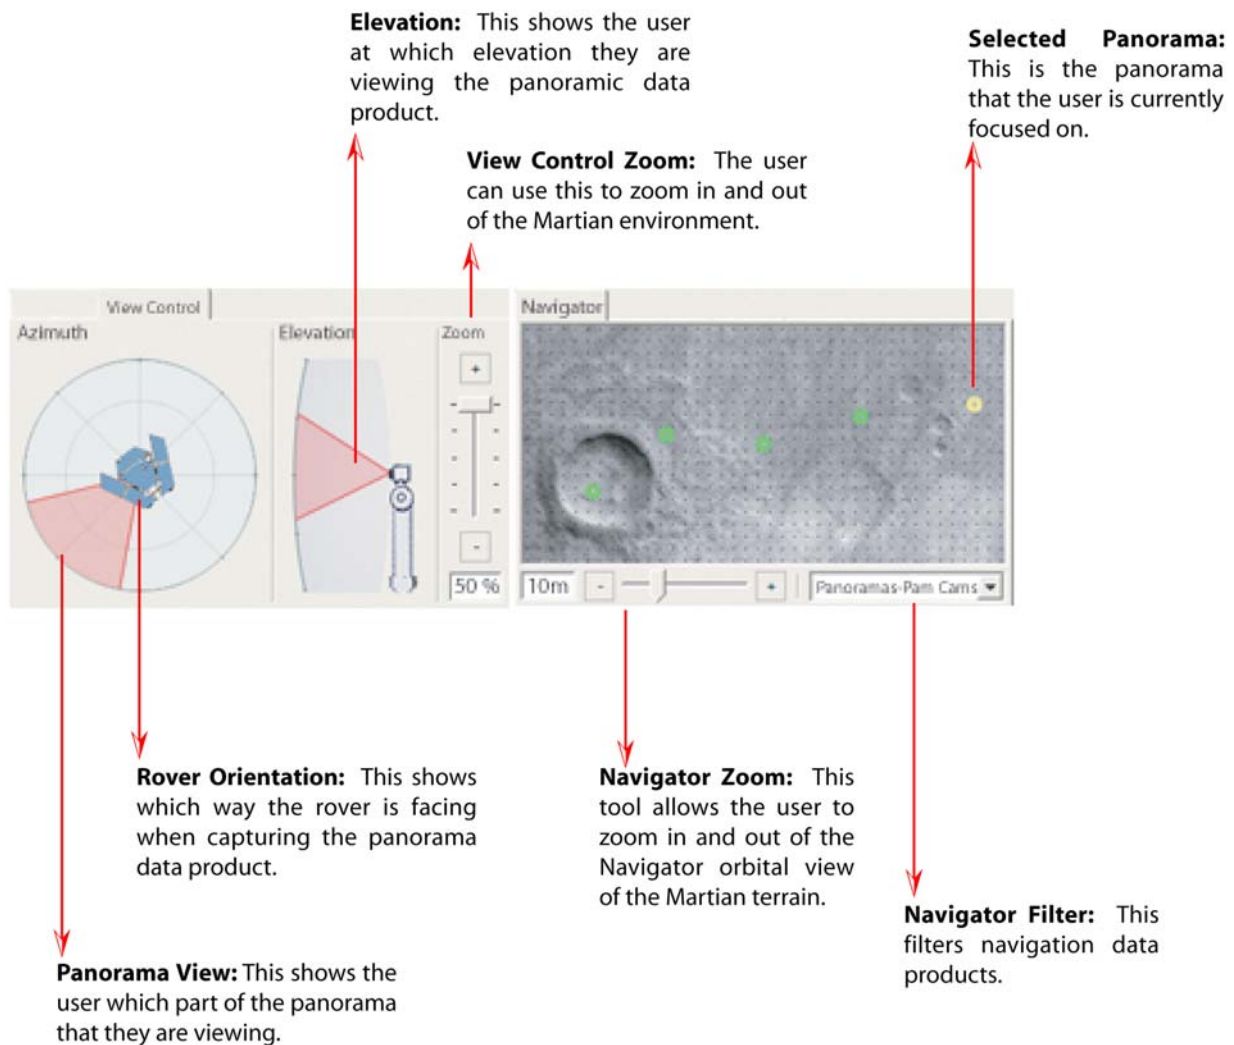 Elevation: This shows the user
at which elevation they are
viewing the panoramic data
product.
Selected Panorama:
This is the panorama
that the user is currently
focused on.
View Control Zoom: The user
can use this to zoom in and out
of the Martian environment.
View Control
Azimuth
Elevation
Zoom
+
-
50 %
Navigator
10m
-
+
Panoramas-Pam Cams
Rover Orientation: This shows
which way the rover is facing
when capturing the panorama
data product.
Navigator Zoom: This
tool allows the user to
zoom in and out of the
Navigator orbital view
of the Martian terrain.
Navigator Filter: This
filters navigation data
products.
Panorama View: This shows the
user which part of the panorama
that they are viewing.